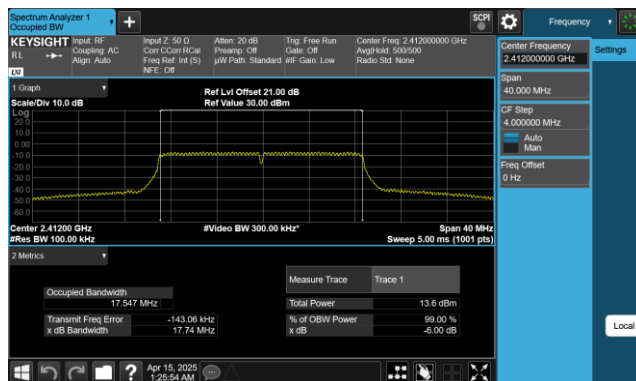 Spectrum Analyzer 1
Occupied BW
SCPI
Frequency
KEYSIGHT
R L
LXI
Input: RF
Coupling: AC
Align: Auto
Input Z: 50 Ω
Corr CCorr RCal
Freq Ref: Int (S)
NFE: Off
Atten: 20 dB
Preamp: Off
µW Path: Standard
Trig: Free Run
Gate: Off
#IF Gain: Low
Center Freq: 2.412000000 GHz
Avg|Hold: 500/500
Radio Std: None
Center Frequency
2.412000000 GHz
Settings
Span
40.000 MHz
CF Step
4.000000 MHz
Auto
Man
Freq Offset
0 Hz
1 Graph
Scale/Div 10.0 dB
Ref Lvl Offset 21.00 dB
Ref Value 30.00 dBm
Log
20.0
10.0
0.00
-10.0
-20.0
-30.0
-40.0
-50.0
-60.0
Center 2.41200 GHz
#Video BW 300.00 kHz*
Span 40 MHz
#Res BW 100.00 kHz
Sweep 5.00 ms (1001 pts)
2 Metrics
Measure Trace
Trace 1
Occupied Bandwidth
17.547 MHz
Total Power
13.6 dBm
Transmit Freq Error
-143.06 kHz
% of OBW Power
99.00 %
x dB Bandwidth
17.74 MHz
x dB
-6.00 dB
Local
?
Apr 15, 2025
1:25:54 AM